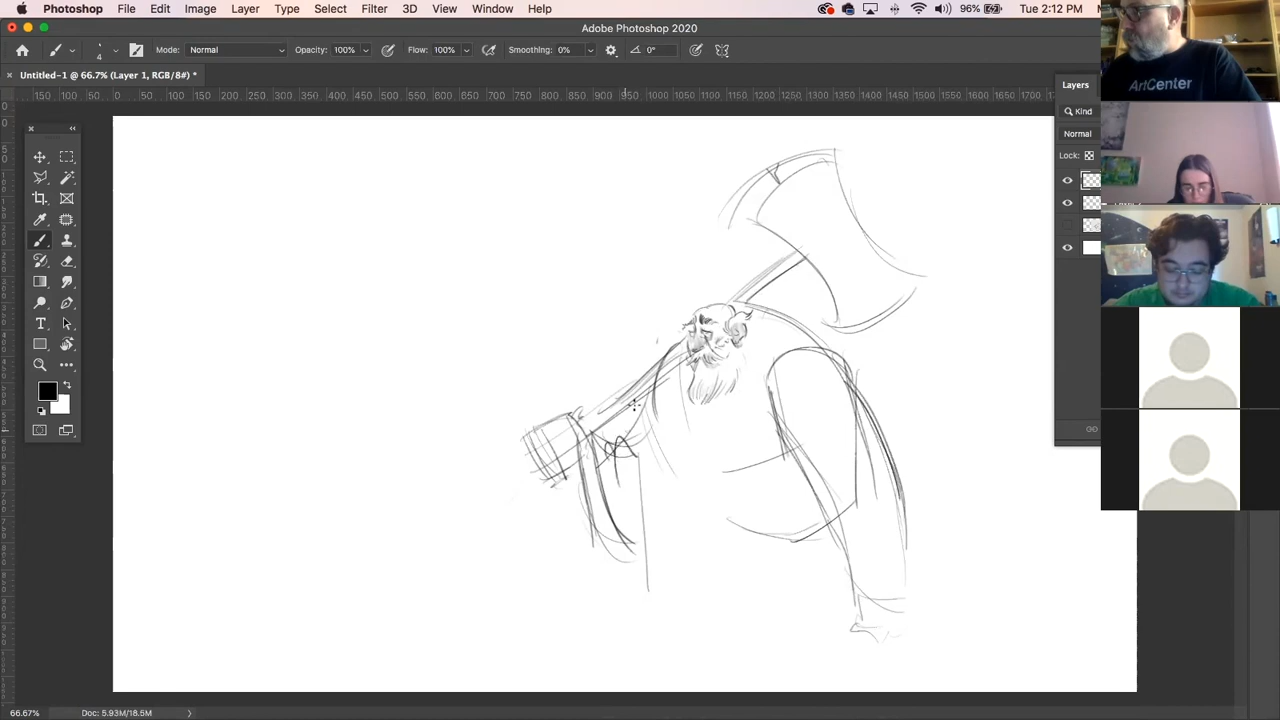 Photoshop File Edit Image Layer Type Select Filter 3D View Window Help 96% Tue 2:12 PM
Adobe Photoshop 2020
4 Mode: Normal Opacity: 100% Flow: 100% Smoothing: 0% 0°
Untitled-1 @ 66.7% (Layer 1, RGB/8#) *
150 100 50 0 50 100 150 200 250 300 350 400 450 500 550 600 650 700 750 800 850 900 950 1000 1050 1100 1150 1200 1250 1300 1350 1400 1450 1500 1550 1600 1650 1700
Layers
Kind
Normal
Lock:
T
ArtCenter
66.67% Doc: 5.93M/18.5M